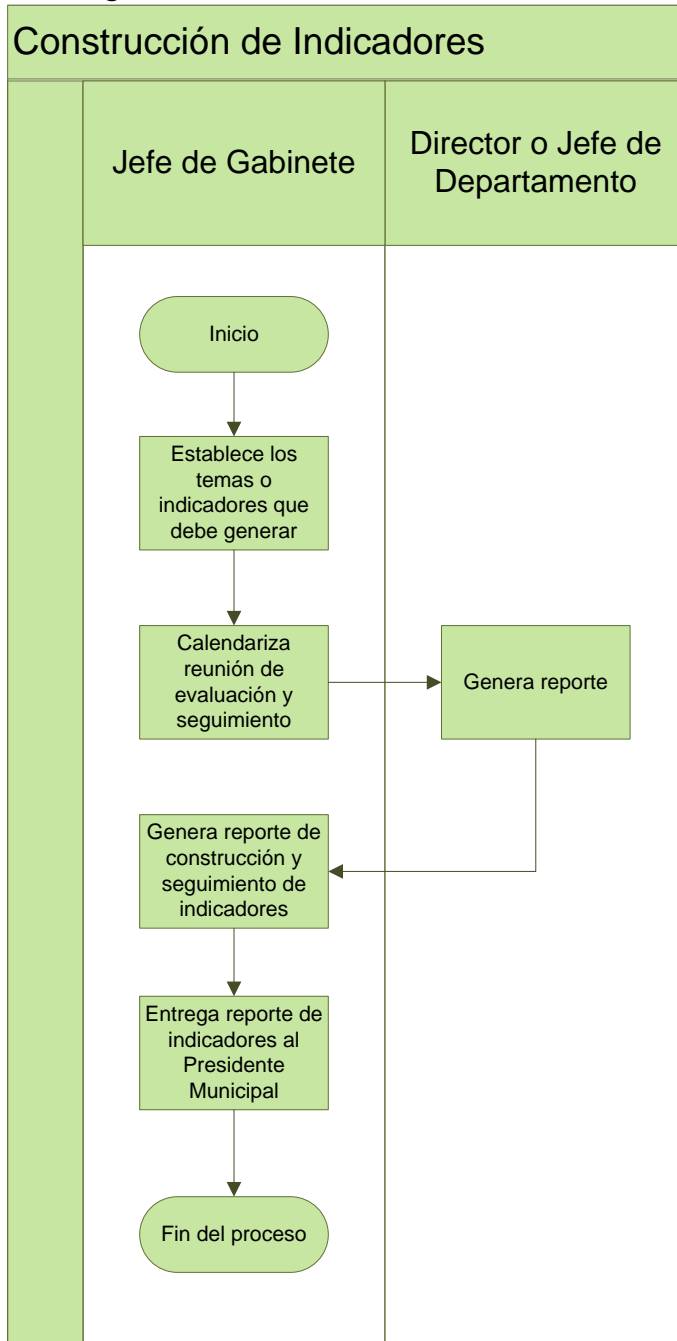 Construcción de Indicadores
Jefe de Gabinete
Director o Jefe de
Departamento
Inicio
Establece los
temas o
indicadores que
debe generar
Calendariza
reunión de
evaluación y
seguimiento
Genera reporte
Genera reporte de
construcción y
seguimiento de
indicadores
Entrega reporte de
indicadores al
Presidente
Municipal
Fin del proceso